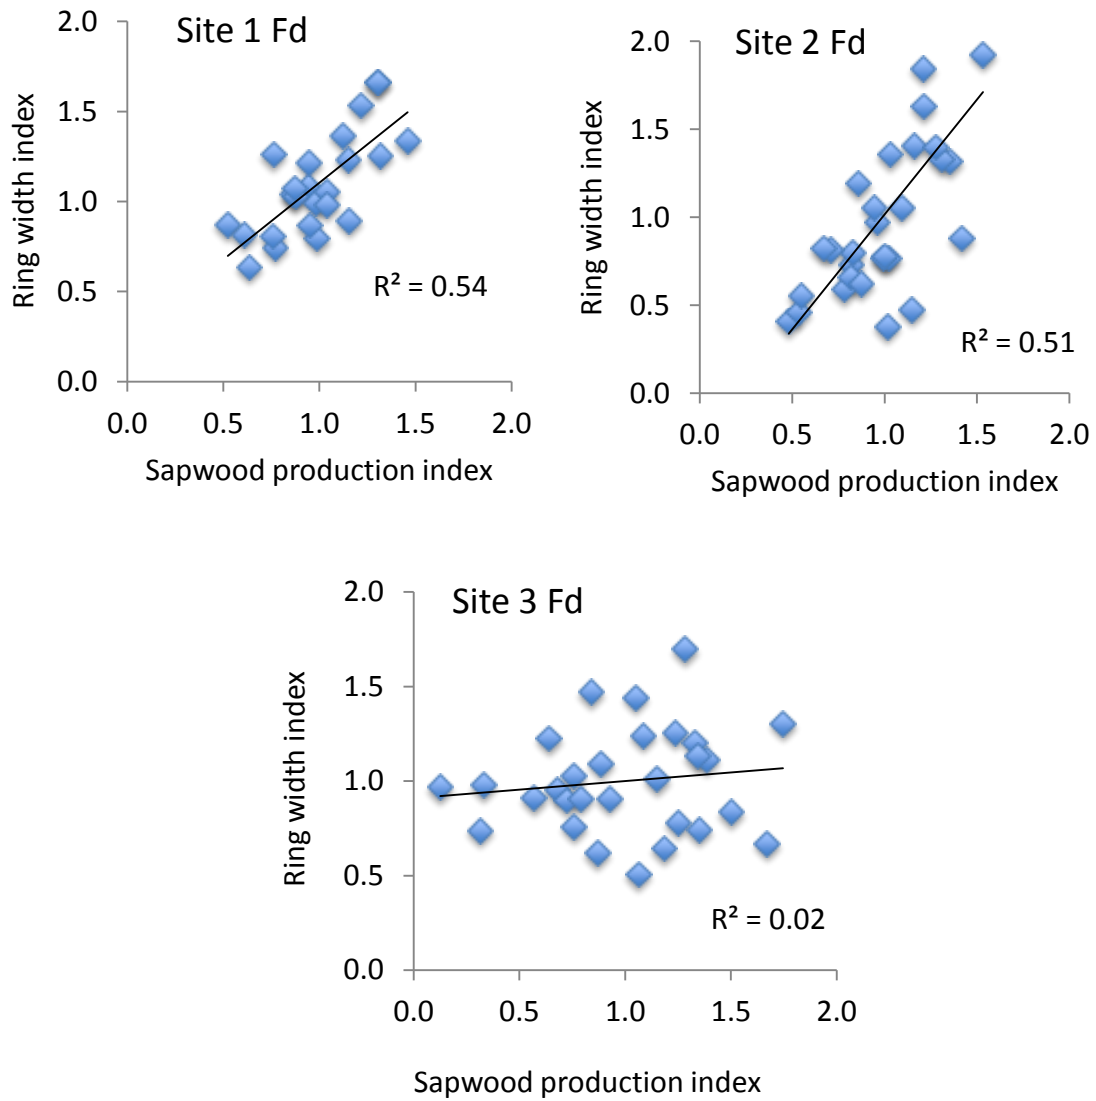 Site 1 Fd
2.0
1.5
1.0
0.5
0.0
Ring width index
R² = 0.54
0.0 0.5 1.0 1.5 2.0
Sapwood production index
Site 2 Fd
2.0
1.5
1.0
0.5
0.0
Ring width index
R² = 0.51
0.0 0.5 1.0 1.5 2.0
Sapwood production index
Site 3 Fd
2.0
1.5
1.0
0.5
0.0
Ring width index
R² = 0.02
0.0 0.5 1.0 1.5 2.0
Sapwood production index